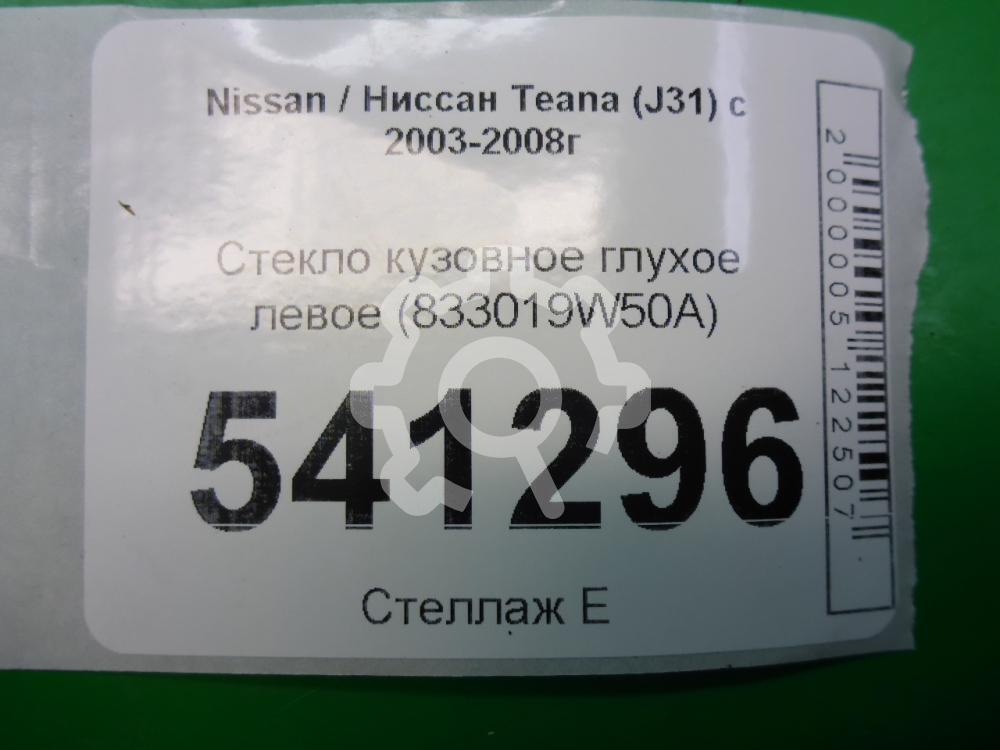 Nissan / Ниссан Teana (J31) с
2003-2008г
Стекло кузовное глухое
левое (833019W50A)
541296
Стеллаж E
2000005122507